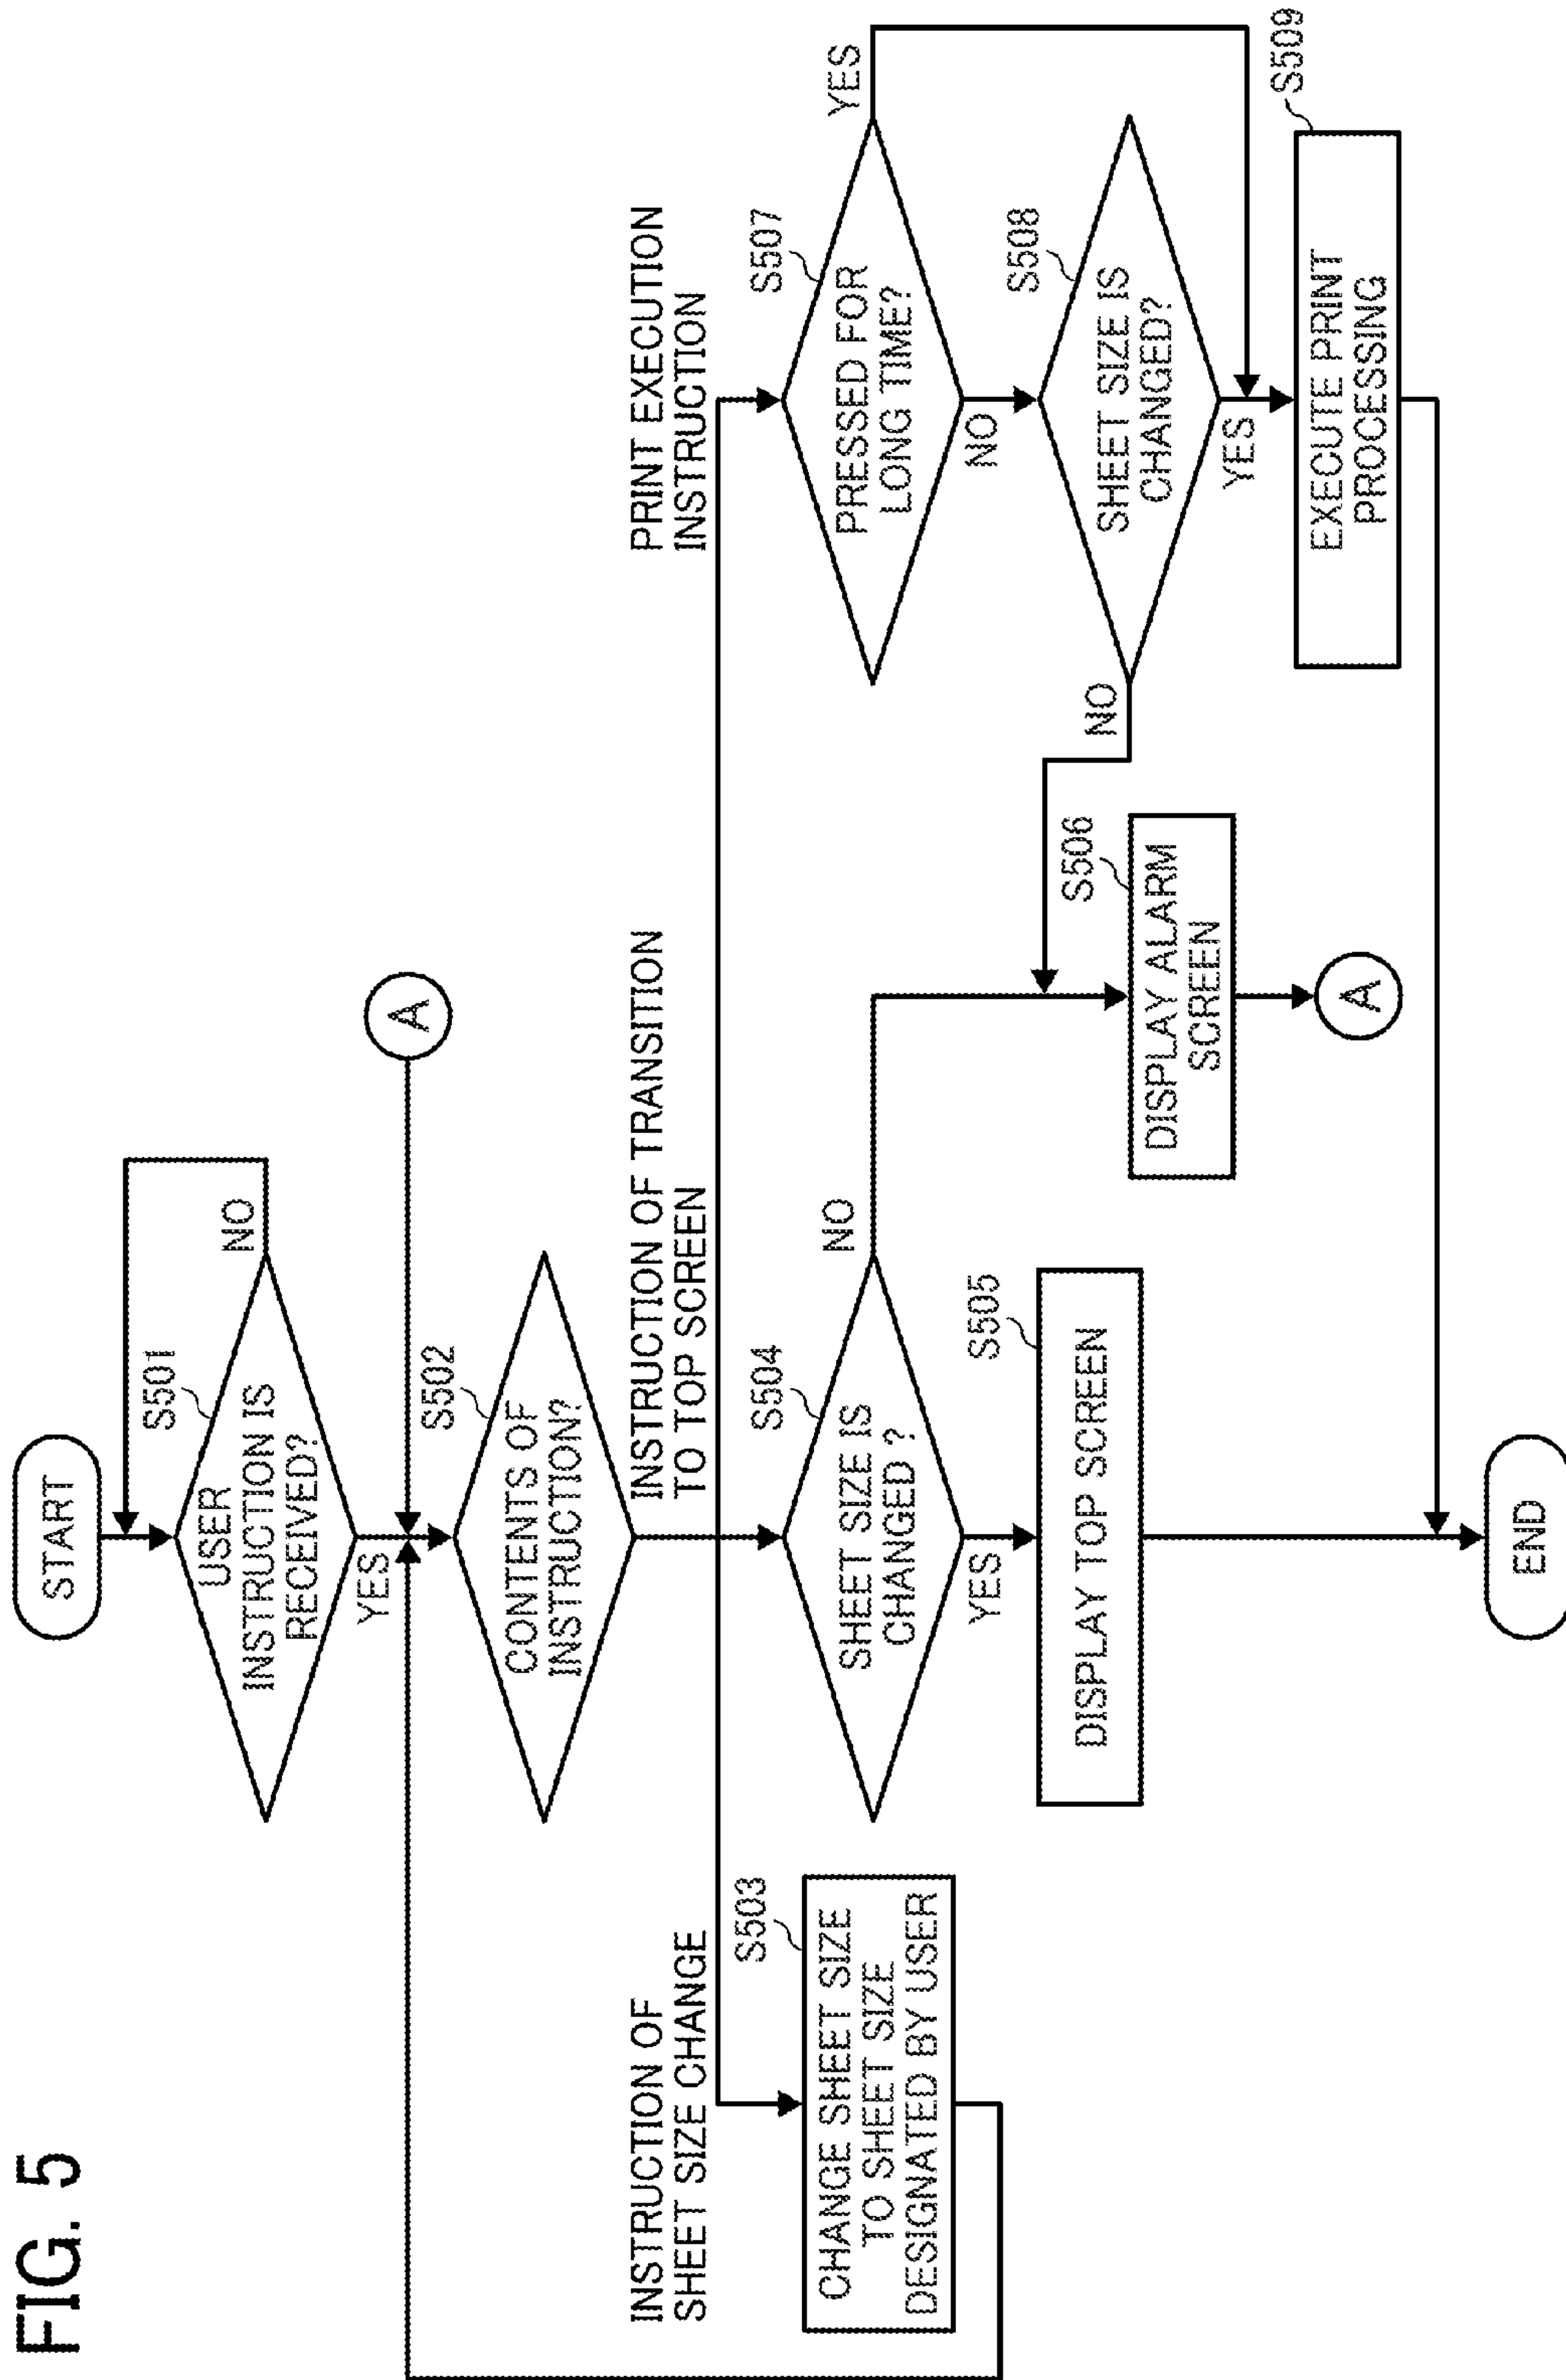 FIG. 5
START
S501
USER
INSTRUCTION IS
RECEIVED?
NO
YES
A
S502
CONTENTS OF
INSTRUCTION?
INSTRUCTION OF
SHEET SIZE CHANGE
INSTRUCTION OF TRANSITION
TO TOP SCREEN
PRINT EXECUTION
INSTRUCTION
S503
CHANGE SHEET SIZE
TO SHEET SIZE
DESIGNATED BY USER
S504
SHEET SIZE IS
CHANGED ?
NO
YES
S505
DISPLAY TOP SCREEN
S506
DISPLAY ALARM
SCREEN
A
S507
PRESSED FOR
LONG TIME?
YES
NO
S508
SHEET SIZE IS
CHANGED?
NO
YES
S509
EXECUTE PRINT
PROCESSING
END